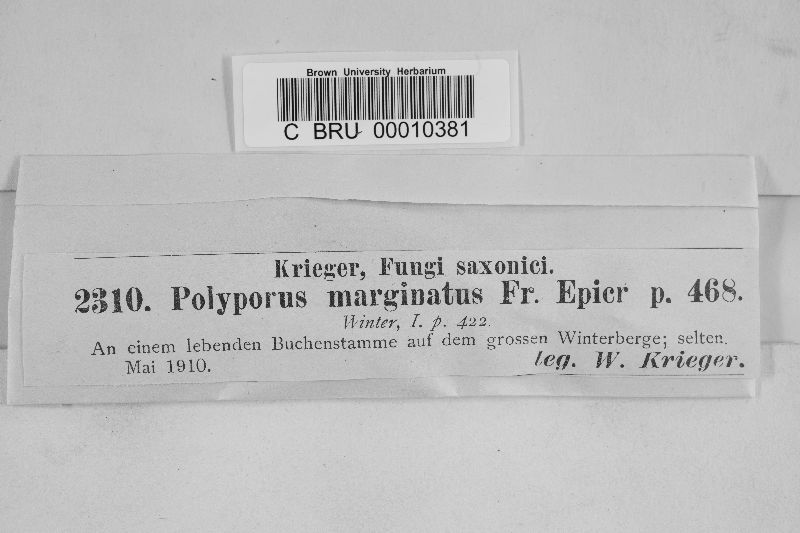 Brown University Herbarium
C BRU 00010381
Krieger, Fungi saxonici.
2310. Polyporus marginatus Fr. Epicr p. 468.
Winter, I. p. 422.
An einem lebenden Buchenstamme auf dem grossen Winterberge; selten.
Mai 1910. leg. W. Krieger.